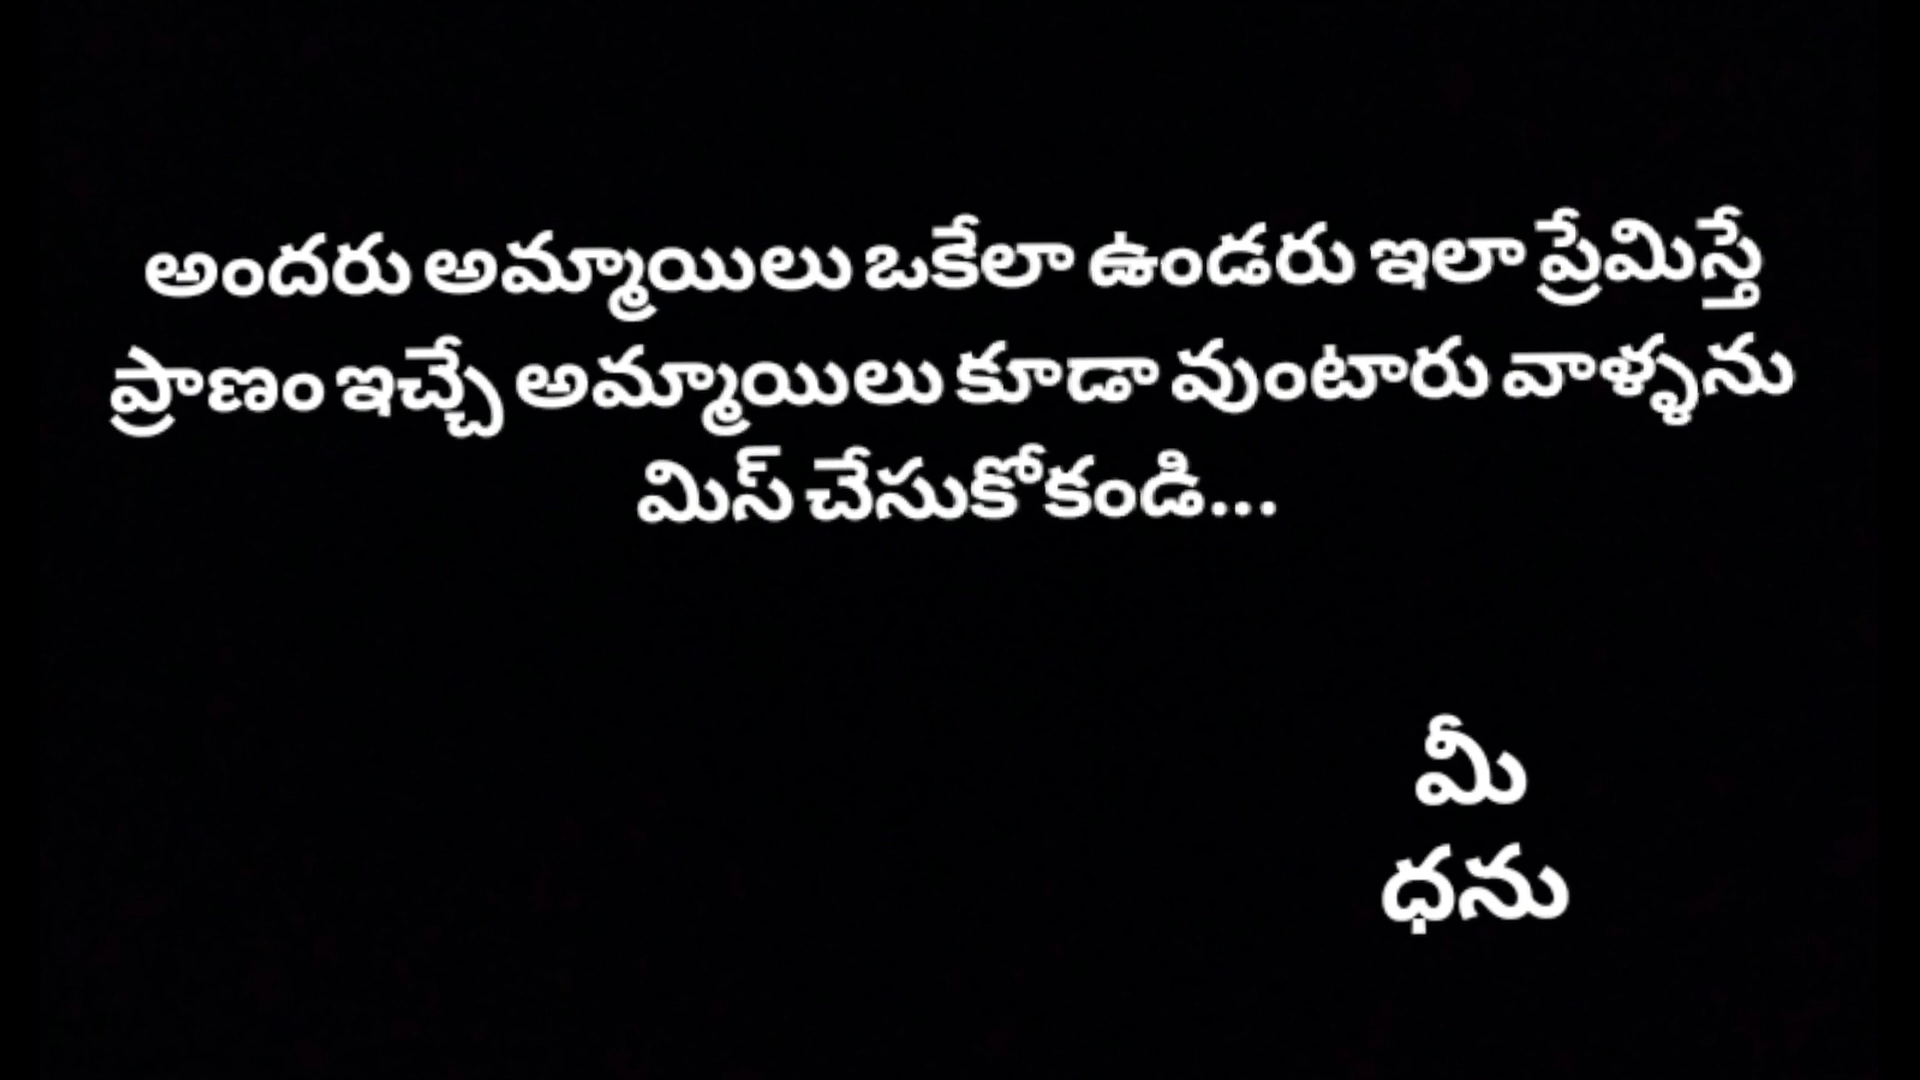 అందరు అమ్మాయిలు ఒకేలా ఉండరు ఇలా ప్రేమిస్తే
ప్రాణం ఇచ్చే అమ్మాయిలు కూడా వుంటారు వాళ్ళను
మిస్ చేసుకోకండి...
మీ
ధను